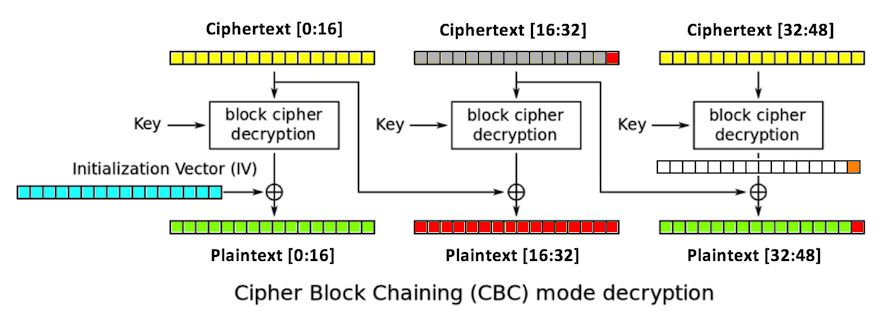 Ciphertext [0:16]
Ciphertext [16:32]
Ciphertext [32:48]
Key
block cipher
decryption
Key
block cipher
decryption
Key
block cipher
decryption
Initialization Vector (IV)
Plaintext [0:16]
Plaintext [16:32]
Plaintext [32:48]
Cipher Block Chaining (CBC) mode decryption